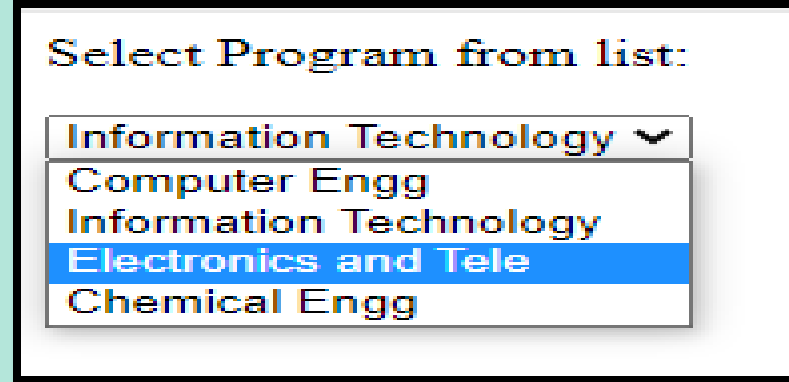 Select Program from list:
Information Technology
Computer Engg
Information Technology
Electronics and Tele
Chemical Engg